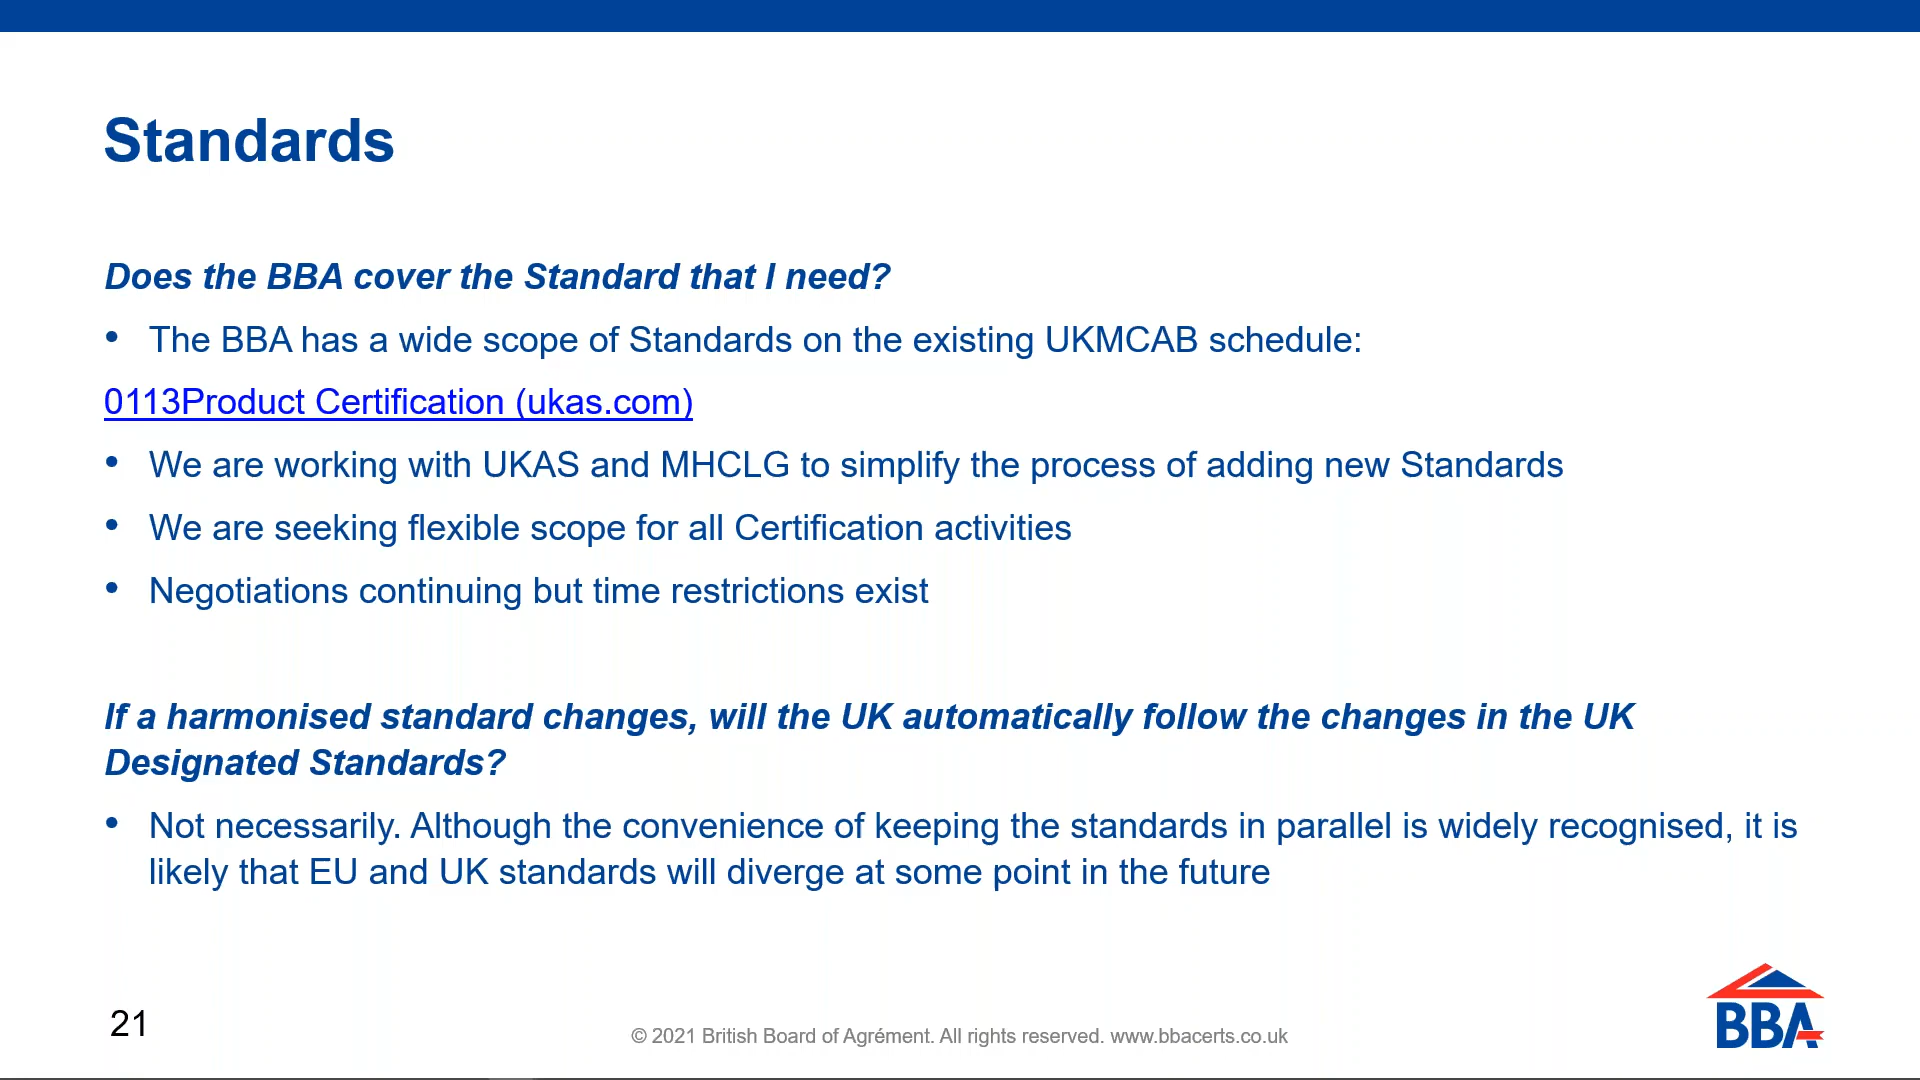 Standards
Does the BBA cover the Standard that I need?
• The BBA has a wide scope of Standards on the existing UKMCAB schedule:
0113Product Certification (ukas.com)
• We are working with UKAS and MHCLG to simplify the process of adding new Standards
• We are seeking flexible scope for all Certification activities
• Negotiations continuing but time restrictions exist
If a harmonised standard changes, will the UK automatically follow the changes in the UK
Designated Standards?
• Not necessarily. Although the convenience of keeping the standards in parallel is widely recognised, it is
likely that EU and UK standards will diverge at some point in the future
21
© 2021 British Board of Agrément. All rights reserved. www.bbacerts.co.uk
BBA